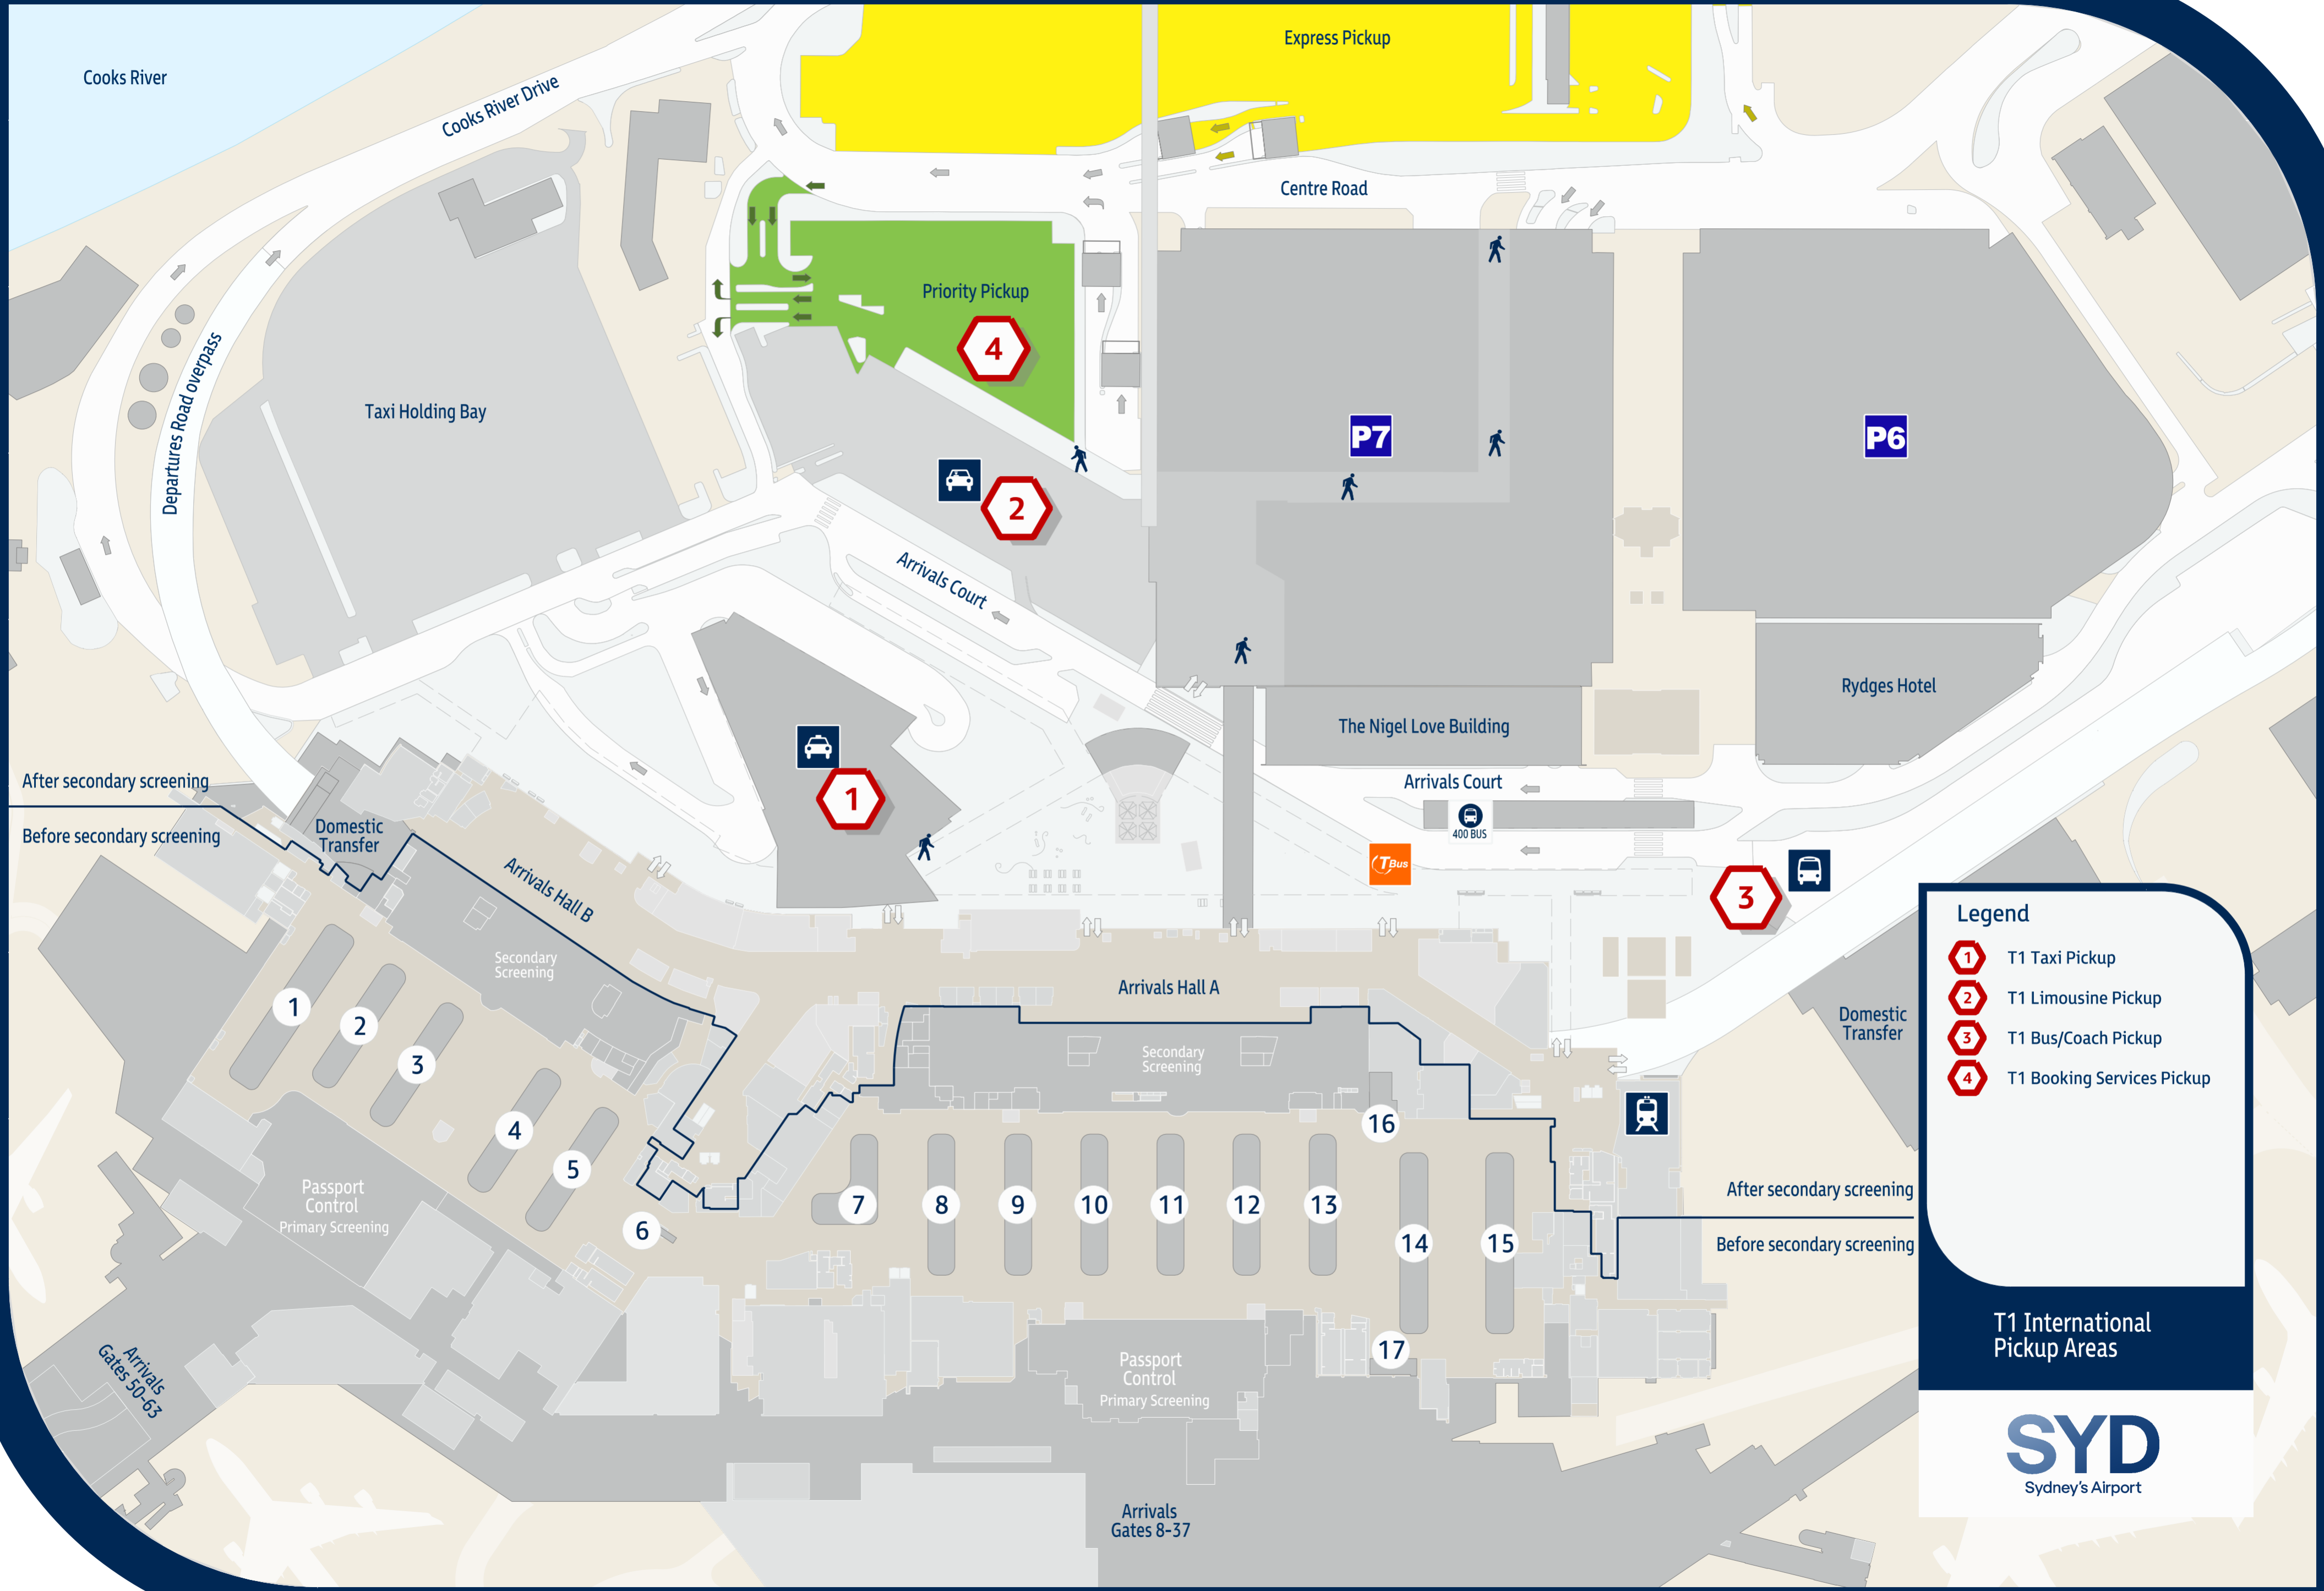 Express Pickup
Cooks River
Cooks River Drive
Centre Road
Priority Pickup
4
Departures Road overpass
Taxi Holding Bay
P7
P6
2
Arrivals Court
Rydges Hotel
The Nigel Love Building
After secondary screening
Before secondary screening
Domestic
Transfer
1
Arrivals Court
400 BUS
TBus
3
Arrivals Hall B
Secondary
Screening
Arrivals Hall A
Secondary
Screening
Domestic
Transfer
1
2
3
4
5
6
7
8
9
10
11
12
13
14
15
16
17
After secondary screening
Before secondary screening
Passport
Control
Primary Screening
Passport
Control
Primary Screening
Arrivals
Gates 50-63
Arrivals
Gates 8-37
Legend
1 T1 Taxi Pickup
2 T1 Limousine Pickup
3 T1 Bus/Coach Pickup
4 T1 Booking Services Pickup
T1 International
Pickup Areas
SYD
Sydney's Airport